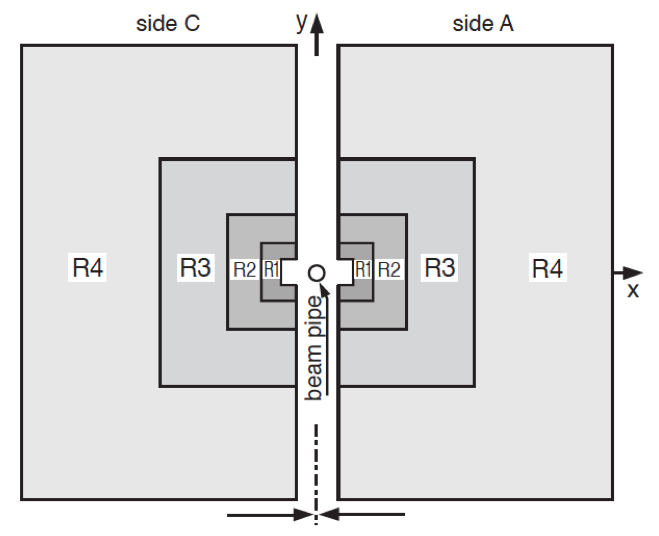 side C
y
side A
R4
R3
R2
R1
R1
R2
R3
R4
x
beam pipe